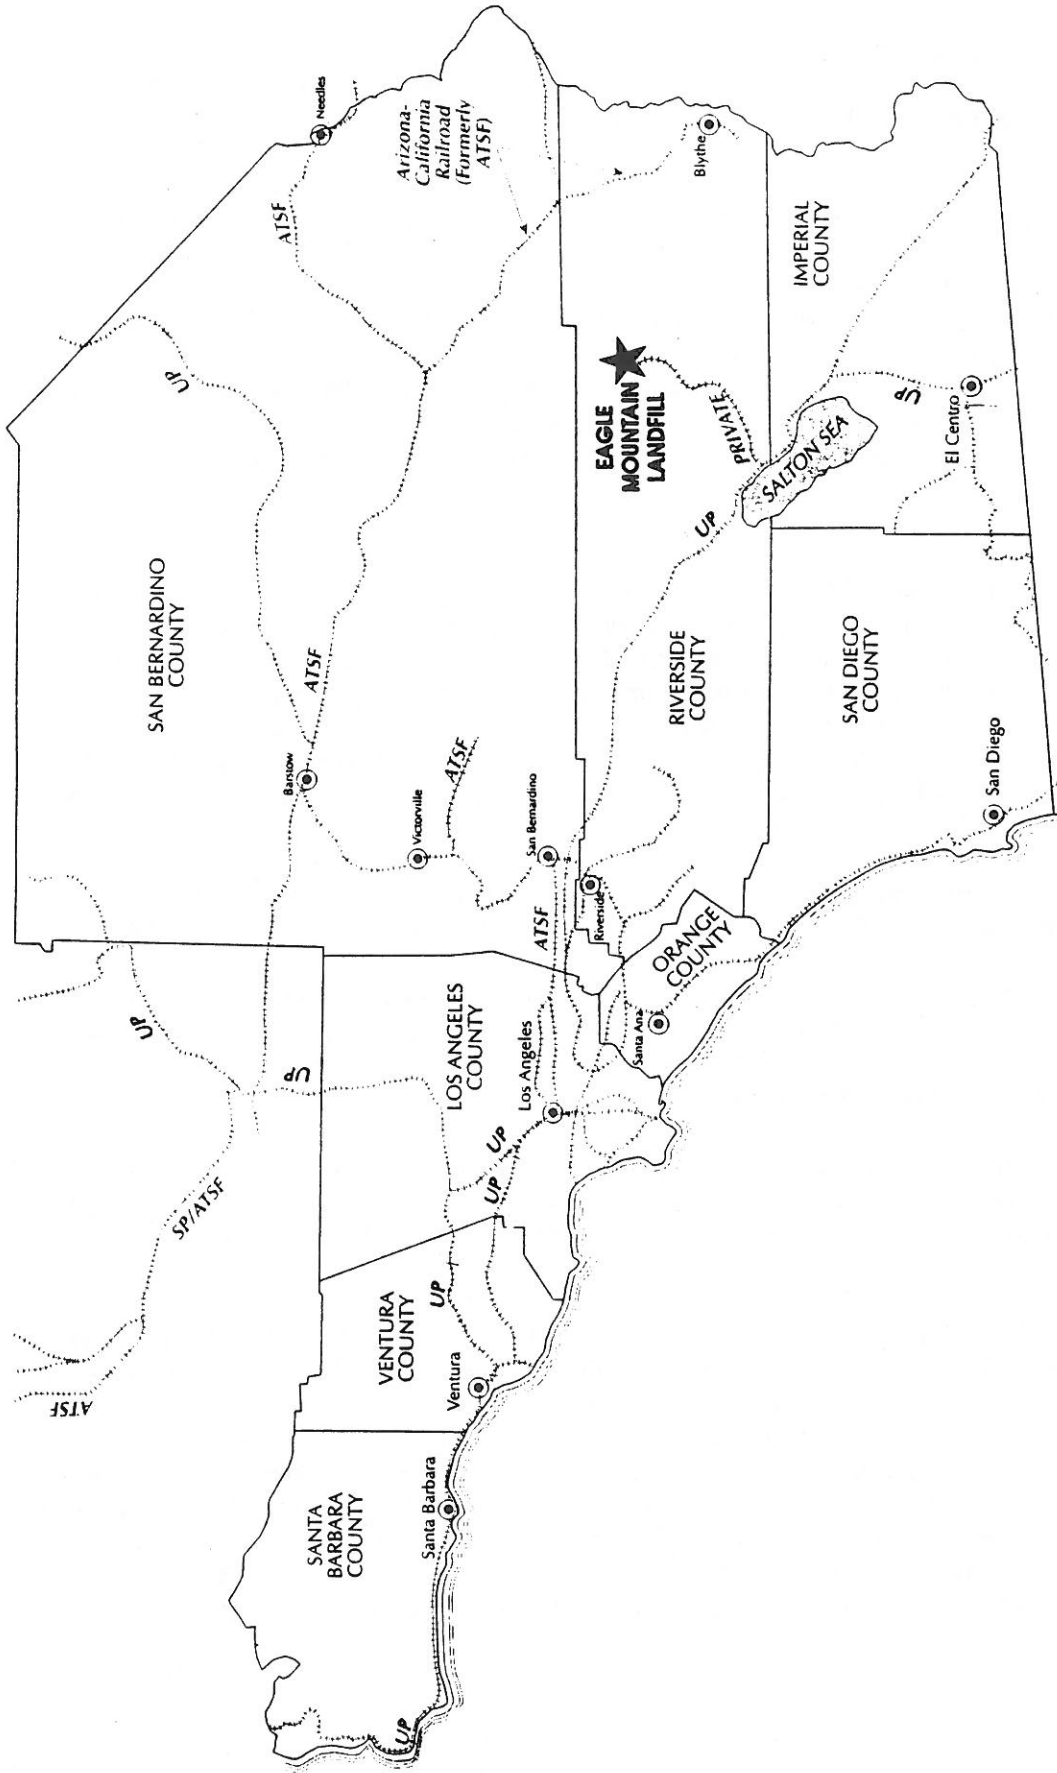 SAN BERNARDINO
COUNTY
SANTA
BARBARA
COUNTY
VENTURA
COUNTY
LOS ANGELES
COUNTY
ORANGE
COUNTY
RIVERSIDE
COUNTY
SAN DIEGO
COUNTY
IMPERIAL
COUNTY
EAGLE
MOUNTAIN
LANDFILL
PRIVATE
SALTON SEA
Arizona-
California
Railroad
(Formerly
ATSF)
Needles
Barstow
Victorville
San Bernardino
Riverside
Los Angeles
Santa Ana
Ventura
Santa Barbara
San Diego
El Centro
Blythe
ATSF
SP/ATSF
UP
UP
UP
UP
UP
UP
UP
UP
UP
ATSF
ATSF
ATSF
ATSF